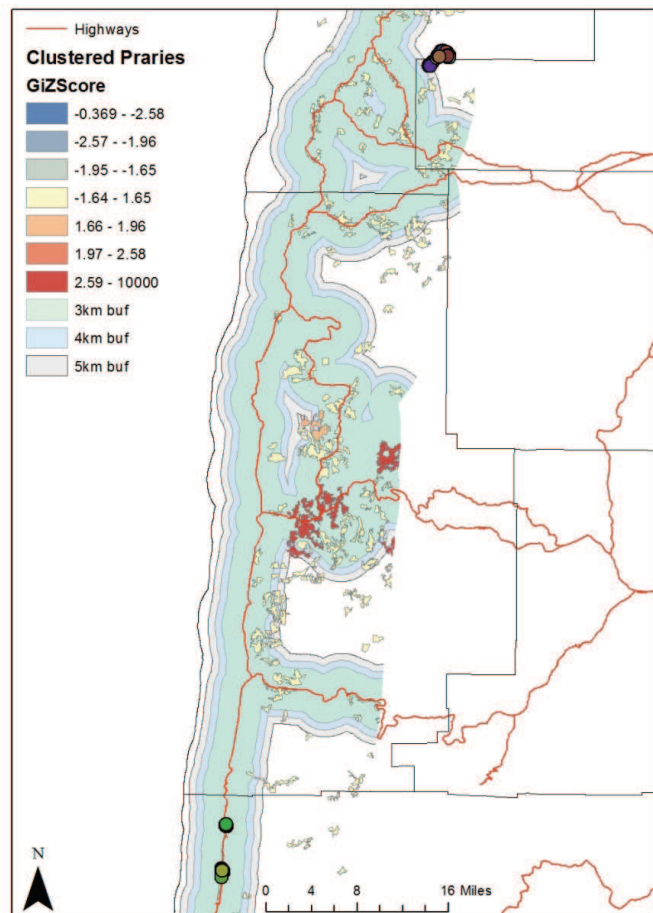 Highways
Clustered Praries
GiZScore
-0.369 - -2.58
-2.57 - -1.96
-1.95 - -1.65
-1.64 - 1.65
1.66 - 1.96
1.97 - 2.58
2.59 - 10000
3km buf
4km buf
5km buf
N
0 4 8 16 Miles